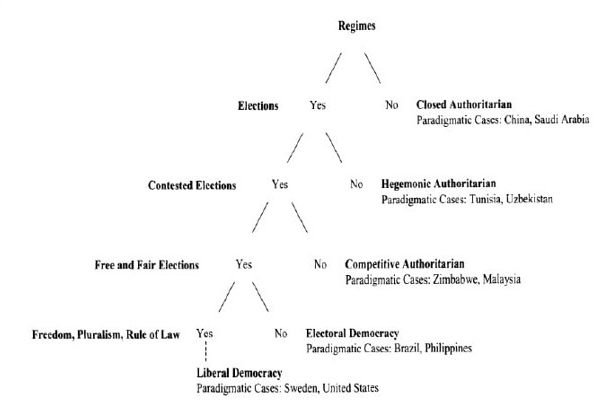 Regimes
Elections Yes No Closed Authoritarian
Paradigmatic Cases: China, Saudi Arabia
Contested Elections Yes No Hegemonic Authoritarian
Paradigmatic Cases: Tunisia, Uzbekistan
Free and Fair Elections Yes No Competitive Authoritarian
Paradigmatic Cases: Zimbabwe, Malaysia
Freedom, Pluralism, Rule of Law Yes No Electoral Democracy
Paradigmatic Cases: Brazil, Philippines
Liberal Democracy
Paradigmatic Cases: Sweden, United States